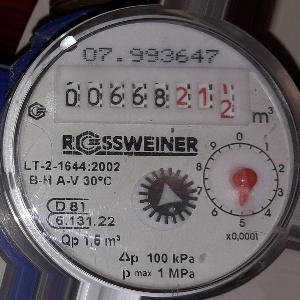 07.993647
00668212
m³
ROSSWEINER
LT-2-1644:2002
B-H A-V 30°C
D 81
6.131.22
Qp 1,5 m³
Δp 100 kPa
p max 1 MPa
0
9 1
8 2
7 3
6 4
5
x0,0001
G